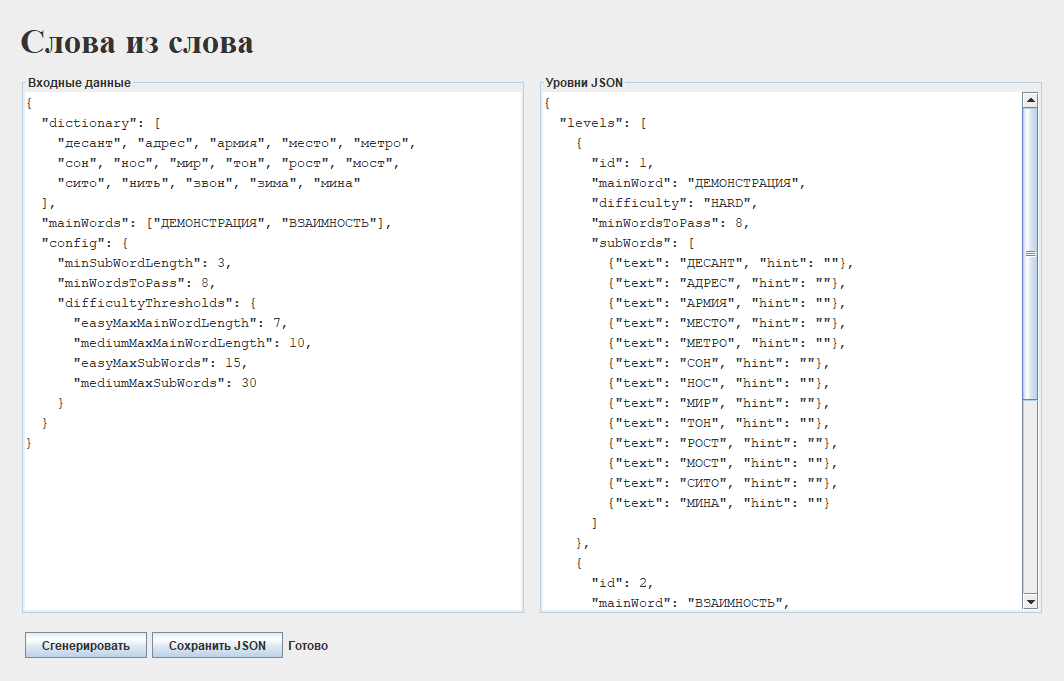 Слова из слова
Входные данные
{
  "dictionary": [
    "десант", "адрес", "армия", "место", "метро",
    "сон", "нос", "мир", "тон", "рост", "мост",
    "сито", "нить", "звон", "зима", "мина"
  ],
  "mainWords": ["ДЕМОНСТРАЦИЯ", "ВЗАИМНОСТЬ"],
  "config": {
    "minSubWordLength": 3,
    "minWordsToPass": 8,
    "difficultyThresholds": {
      "easyMaxMainWordLength": 7,
      "mediumMaxMainWordLength": 10,
      "easyMaxSubWords": 15,
      "mediumMaxSubWords": 30
    }
  }
}
Уровни JSON
{
  "levels": [
    {
      "id": 1,
      "mainWord": "ДЕМОНСТРАЦИЯ",
      "difficulty": "HARD",
      "minWordsToPass": 8,
      "subWords": [
        {"text": "ДЕСАНТ", "hint": ""},
        {"text": "АДРЕС", "hint": ""},
        {"text": "АРМИЯ", "hint": ""},
        {"text": "МЕСТО", "hint": ""},
        {"text": "МЕТРО", "hint": ""},
        {"text": "СОН", "hint": ""},
        {"text": "НОС", "hint": ""},
        {"text": "МИР", "hint": ""},
        {"text": "ТОН", "hint": ""},
        {"text": "РОСТ", "hint": ""},
        {"text": "МОСТ", "hint": ""},
        {"text": "СИТО", "hint": ""},
        {"text": "МИНА", "hint": ""}
      ]
    },
    {
      "id": 2,
      "mainWord": "ВЗАИМНОСТЬ",
Сгенерировать Сохранить JSON Готово